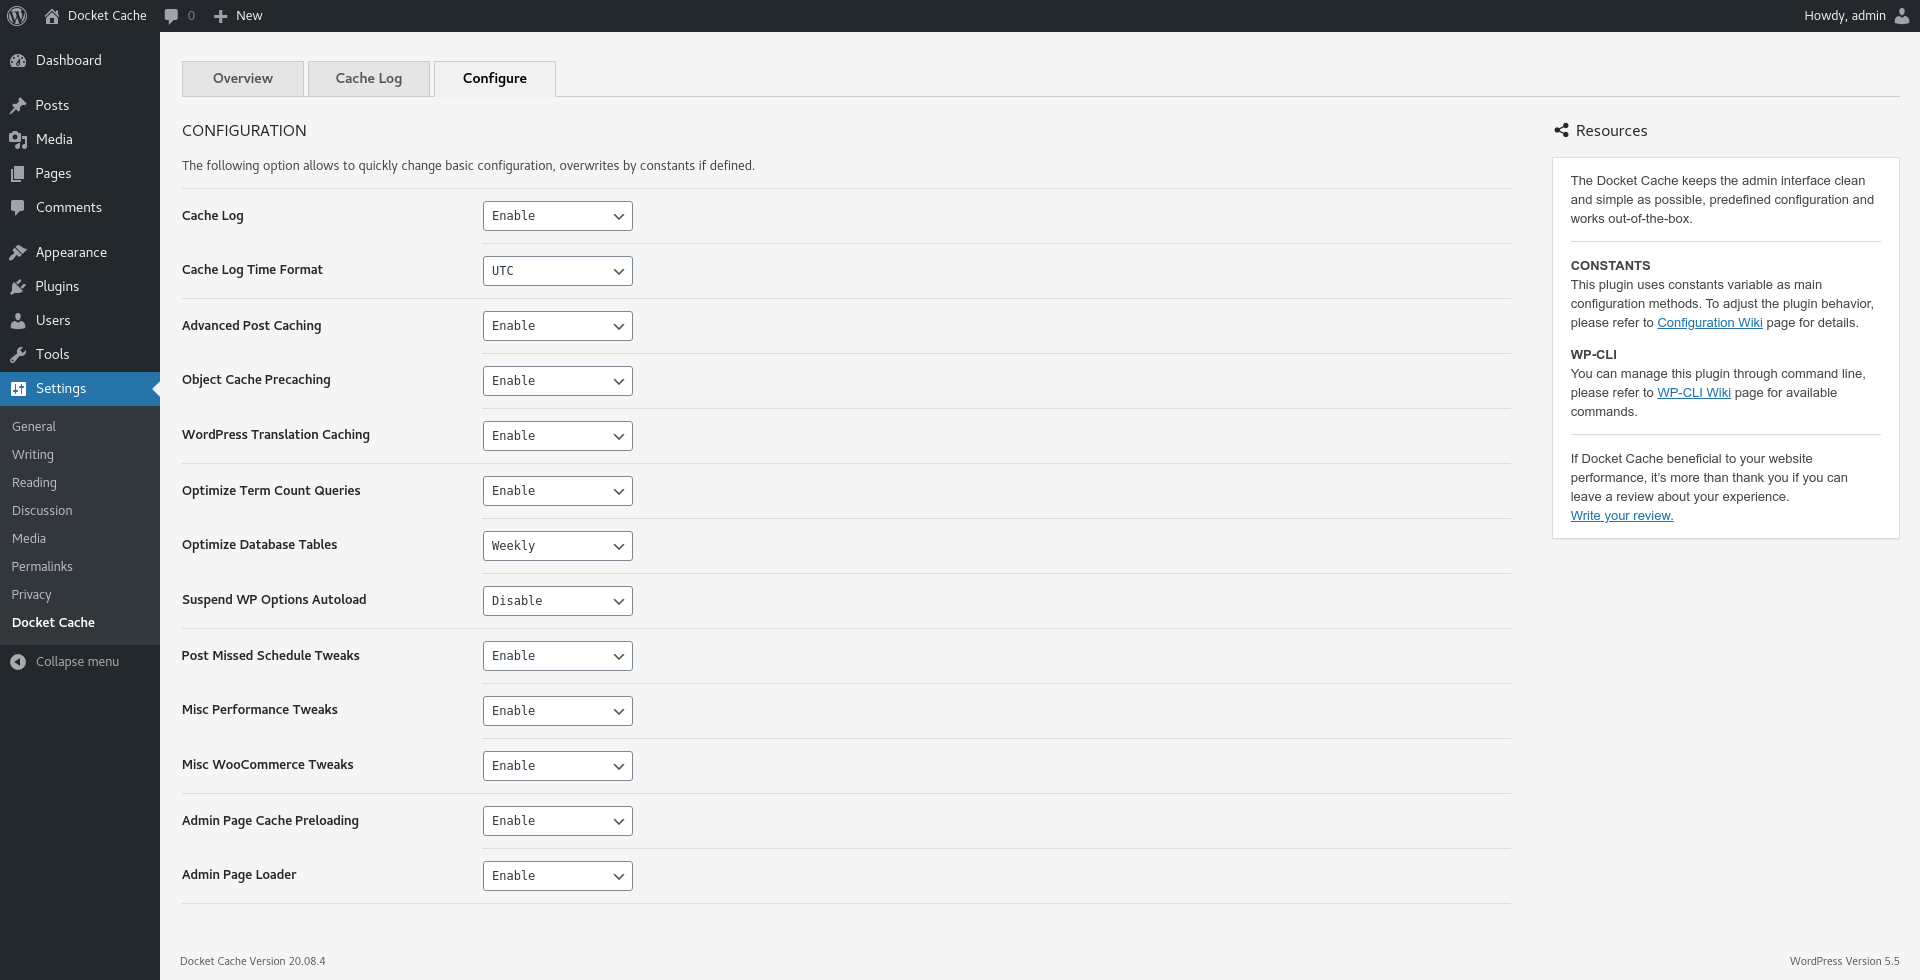 Docket Cache
0
New
Howdy, admin
Dashboard
Posts
Media
Pages
Comments
Appearance
Plugins
Users
Tools
Settings
General
Writing
Reading
Discussion
Media
Permalinks
Privacy
Docket Cache
Collapse menu
Overview
Cache Log
Configure
CONFIGURATION
The following option allows to quickly change basic configuration, overwrites by constants if defined.
Cache Log
Enable
Cache Log Time Format
UTC
Advanced Post Caching
Enable
Object Cache Precaching
Enable
WordPress Translation Caching
Enable
Optimize Term Count Queries
Enable
Optimize Database Tables
Weekly
Suspend WP Options Autoload
Disable
Post Missed Schedule Tweaks
Enable
Misc Performance Tweaks
Enable
Misc WooCommerce Tweaks
Enable
Admin Page Cache Preloading
Enable
Admin Page Loader
Enable
Resources
The Docket Cache keeps the admin interface clean
and simple as possible, predefined configuration and
works out-of-the-box.
CONSTANTS
This plugin uses constants variable as main
configuration methods. To adjust the plugin behavior,
please refer to Configuration Wiki page for details.
WP-CLI
You can manage this plugin through command line,
please refer to WP-CLI Wiki page for available
commands.
If Docket Cache beneficial to your website
performance, it's more than thank you if you can
leave a review about your experience.
Write your review.
Docket Cache Version 20.08.4
WordPress Version 5.5